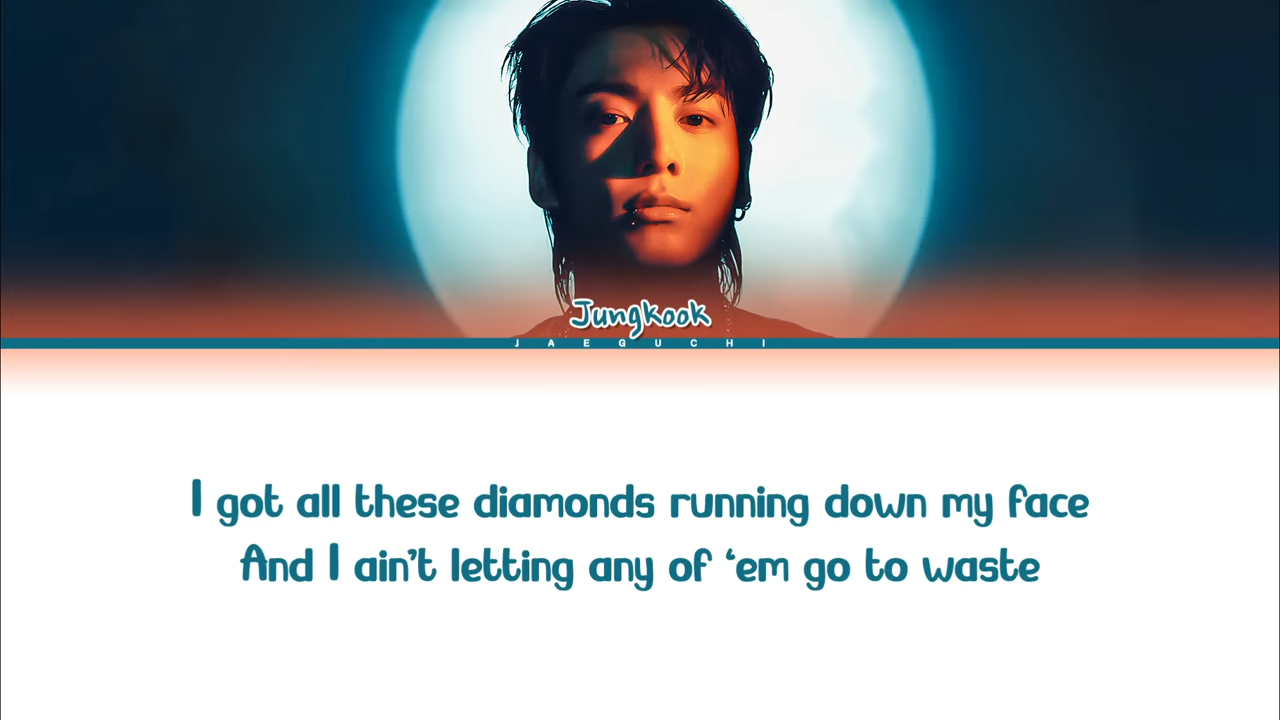 Jungkook
JAEGUCHI
I got all these diamonds running down my face
And I ain’t letting any of ‘em go to waste